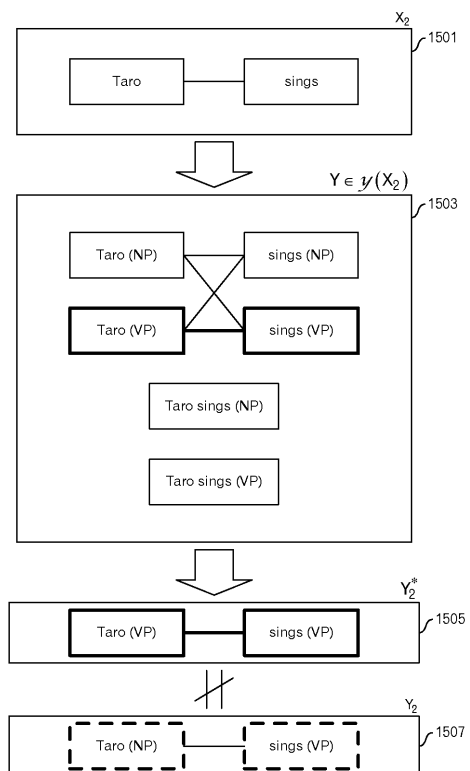 X₂
1501
Taro sings
Y ∈ 𝓎(X₂)
1503
Taro (NP) sings (NP)
Taro (VP) sings (VP)
Taro sings (NP)
Taro sings (VP)
Y₂*
1505
Taro (VP) sings (VP)
Y₂
1507
Taro (NP) sings (VP)